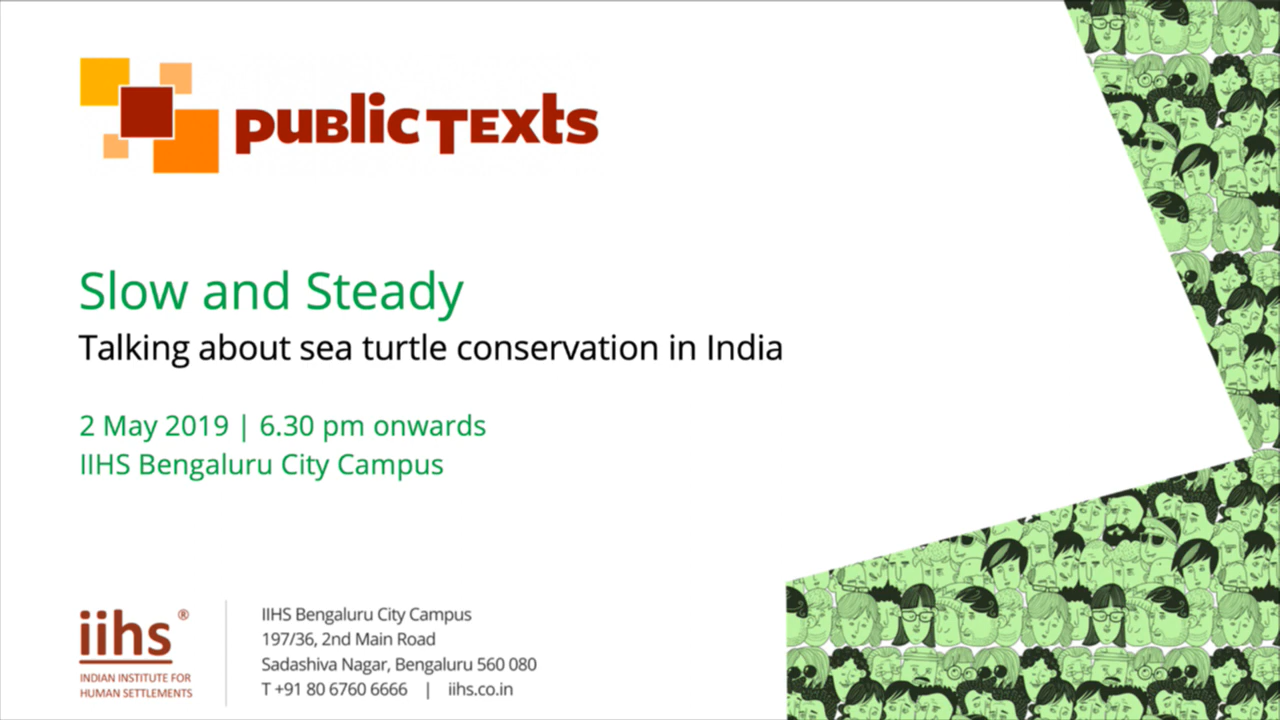 PUBLIC TEXTS
Slow and Steady
Talking about sea turtle conservation in India
2 May 2019 | 6.30 pm onwards
IIHS Bengaluru City Campus
iihs ®
INDIAN INSTITUTE FOR
HUMAN SETTLEMENTS
IIHS Bengaluru City Campus
197/36, 2nd Main Road
Sadashiva Nagar, Bengaluru 560 080
T +91 80 6760 6666 | iihs.co.in